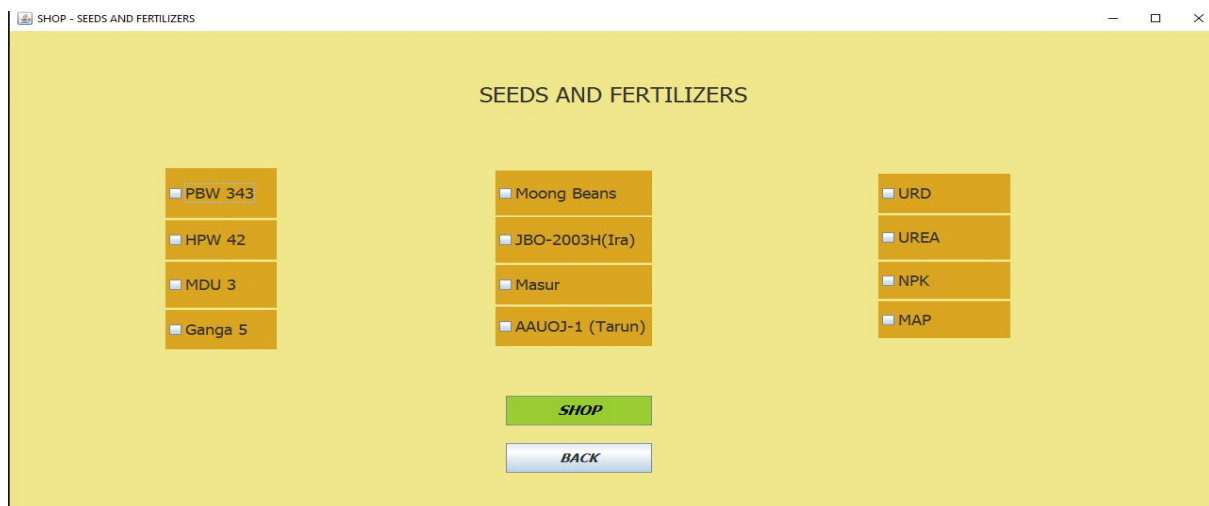 SHOP - SEEDS AND FERTILIZERS
SEEDS AND FERTILIZERS
PBW 343
HPW 42
MDU 3
Ganga 5
Moong Beans
JBO-2003H(Ira)
Masur
AAUOJ-1 (Tarun)
URD
UREA
NPK
MAP
SHOP
BACK